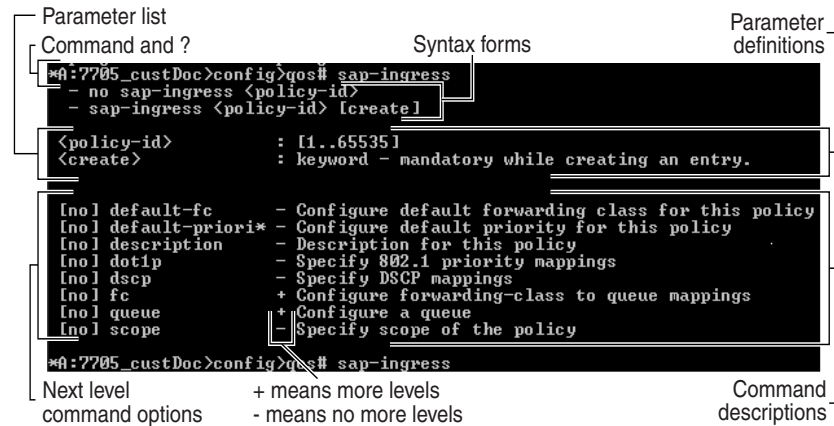 Parameter list
Command and ?
Syntax forms
Parameter
definitions
*A:7705_custDoc>config>qos# sap-ingress
- no sap-ingress <policy-id>
- sap-ingress <policy-id> [create]
<policy-id> : [1..65535]
<create> : keyword - mandatory while creating an entry.
[no] default-fc - Configure default forwarding class for this policy
[no] default-priori* - Configure default priority for this policy
[no] description - Description for this policy
[no] dot1p - Specify 802.1 priority mappings
[no] dscp - Specify DSCP mappings
[no] fc + Configure forwarding-class to queue mappings
[no] queue + Configure a queue
[no] scope - Specify scope of the policy
*A:7705_custDoc>config>qos# sap-ingress
Next level
command options
+ means more levels
- means no more levels
Command
descriptions